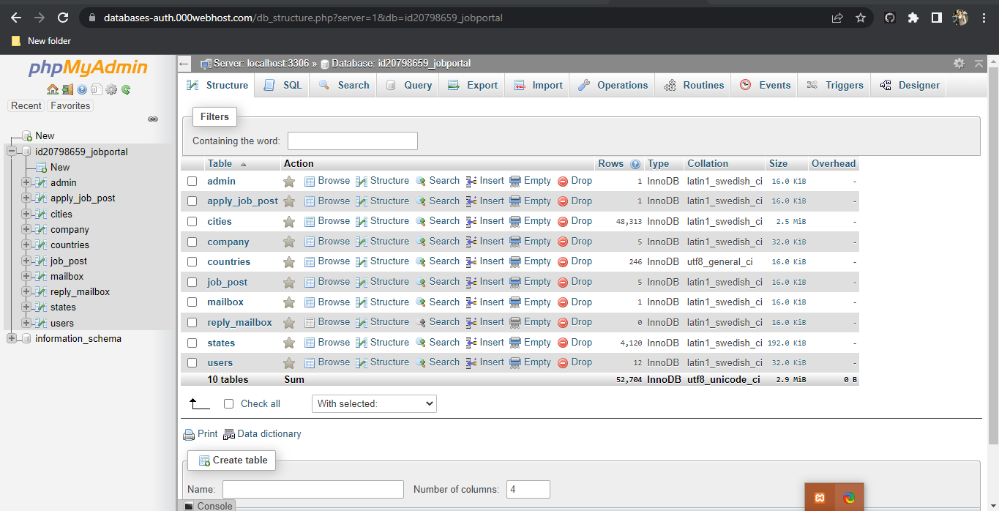 databases-auth.000webhost.com/db_structure.php?server=1&db=id20798659_jobportal
New folder
phpMyAdmin
Recent Favorites
New
id20798659_jobportal
New
admin
apply_job_post
cities
company
countries
job_post
mailbox
reply_mailbox
states
users
information_schema
Server: localhost:3306 » Database: id20798659_jobportal
Structure SQL Search Query Export Import Operations Routines Events Triggers Designer
Filters
Containing the word:
Table Action Rows Type Collation Size Overhead
admin Browse Structure Search Insert Empty Drop 1 InnoDB latin1_swedish_ci 16.0 KiB -
apply_job_post Browse Structure Search Insert Empty Drop 1 InnoDB latin1_swedish_ci 16.0 KiB -
cities Browse Structure Search Insert Empty Drop 48,313 InnoDB latin1_swedish_ci 2.5 MiB -
company Browse Structure Search Insert Empty Drop 5 InnoDB latin1_swedish_ci 32.0 KiB -
countries Browse Structure Search Insert Empty Drop 246 InnoDB utf8_general_ci 16.0 KiB -
job_post Browse Structure Search Insert Empty Drop 5 InnoDB latin1_swedish_ci 16.0 KiB -
mailbox Browse Structure Search Insert Empty Drop 1 InnoDB latin1_swedish_ci 16.0 KiB -
reply_mailbox Browse Structure Search Insert Empty Drop 0 InnoDB latin1_swedish_ci 16.0 KiB -
states Browse Structure Search Insert Empty Drop 4,120 InnoDB latin1_swedish_ci 192.0 KiB -
users Browse Structure Search Insert Empty Drop 12 InnoDB latin1_swedish_ci 32.0 KiB -
10 tables Sum 52,704 InnoDB utf8_unicode_ci 2.9 MiB 0 B
Check all With selected:
Print Data dictionary
Create table
Name: Number of columns: 4
Console